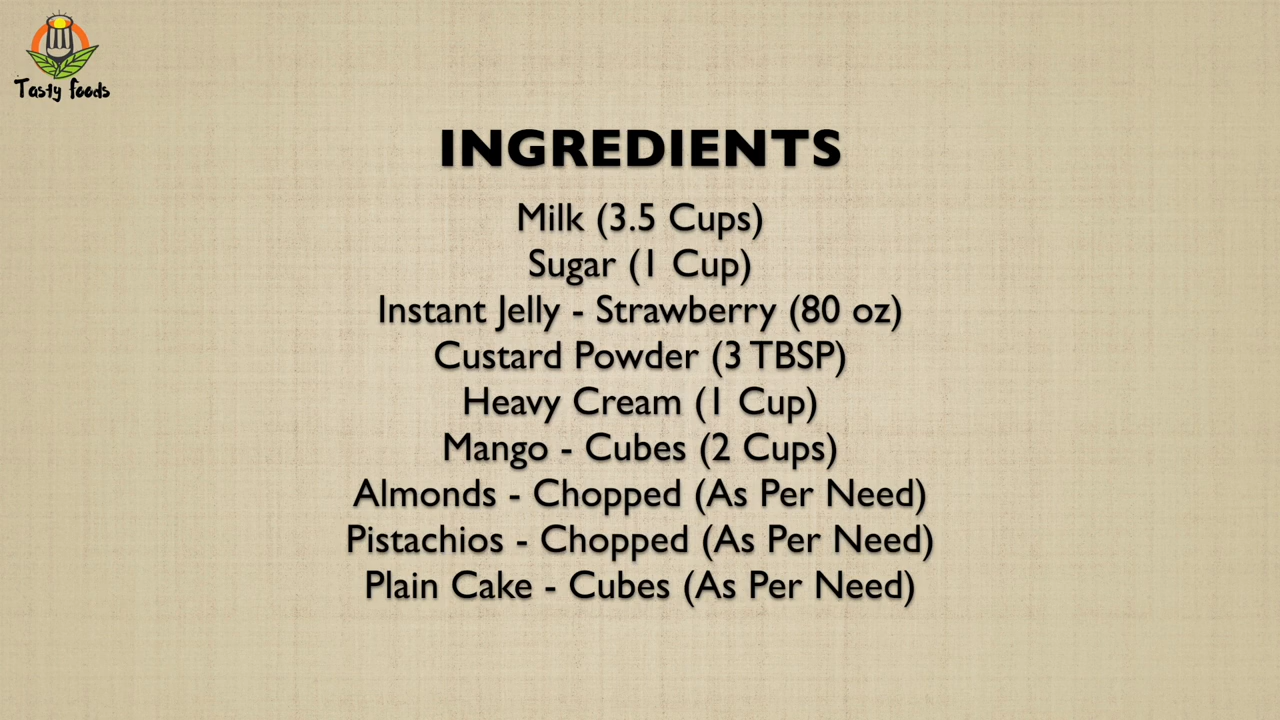 Tasty foods
INGREDIENTS
Milk (3.5 Cups)
Sugar (1 Cup)
Instant Jelly - Strawberry (80 oz)
Custard Powder (3 TBSP)
Heavy Cream (1 Cup)
Mango - Cubes (2 Cups)
Almonds - Chopped (As Per Need)
Pistachios - Chopped (As Per Need)
Plain Cake - Cubes (As Per Need)